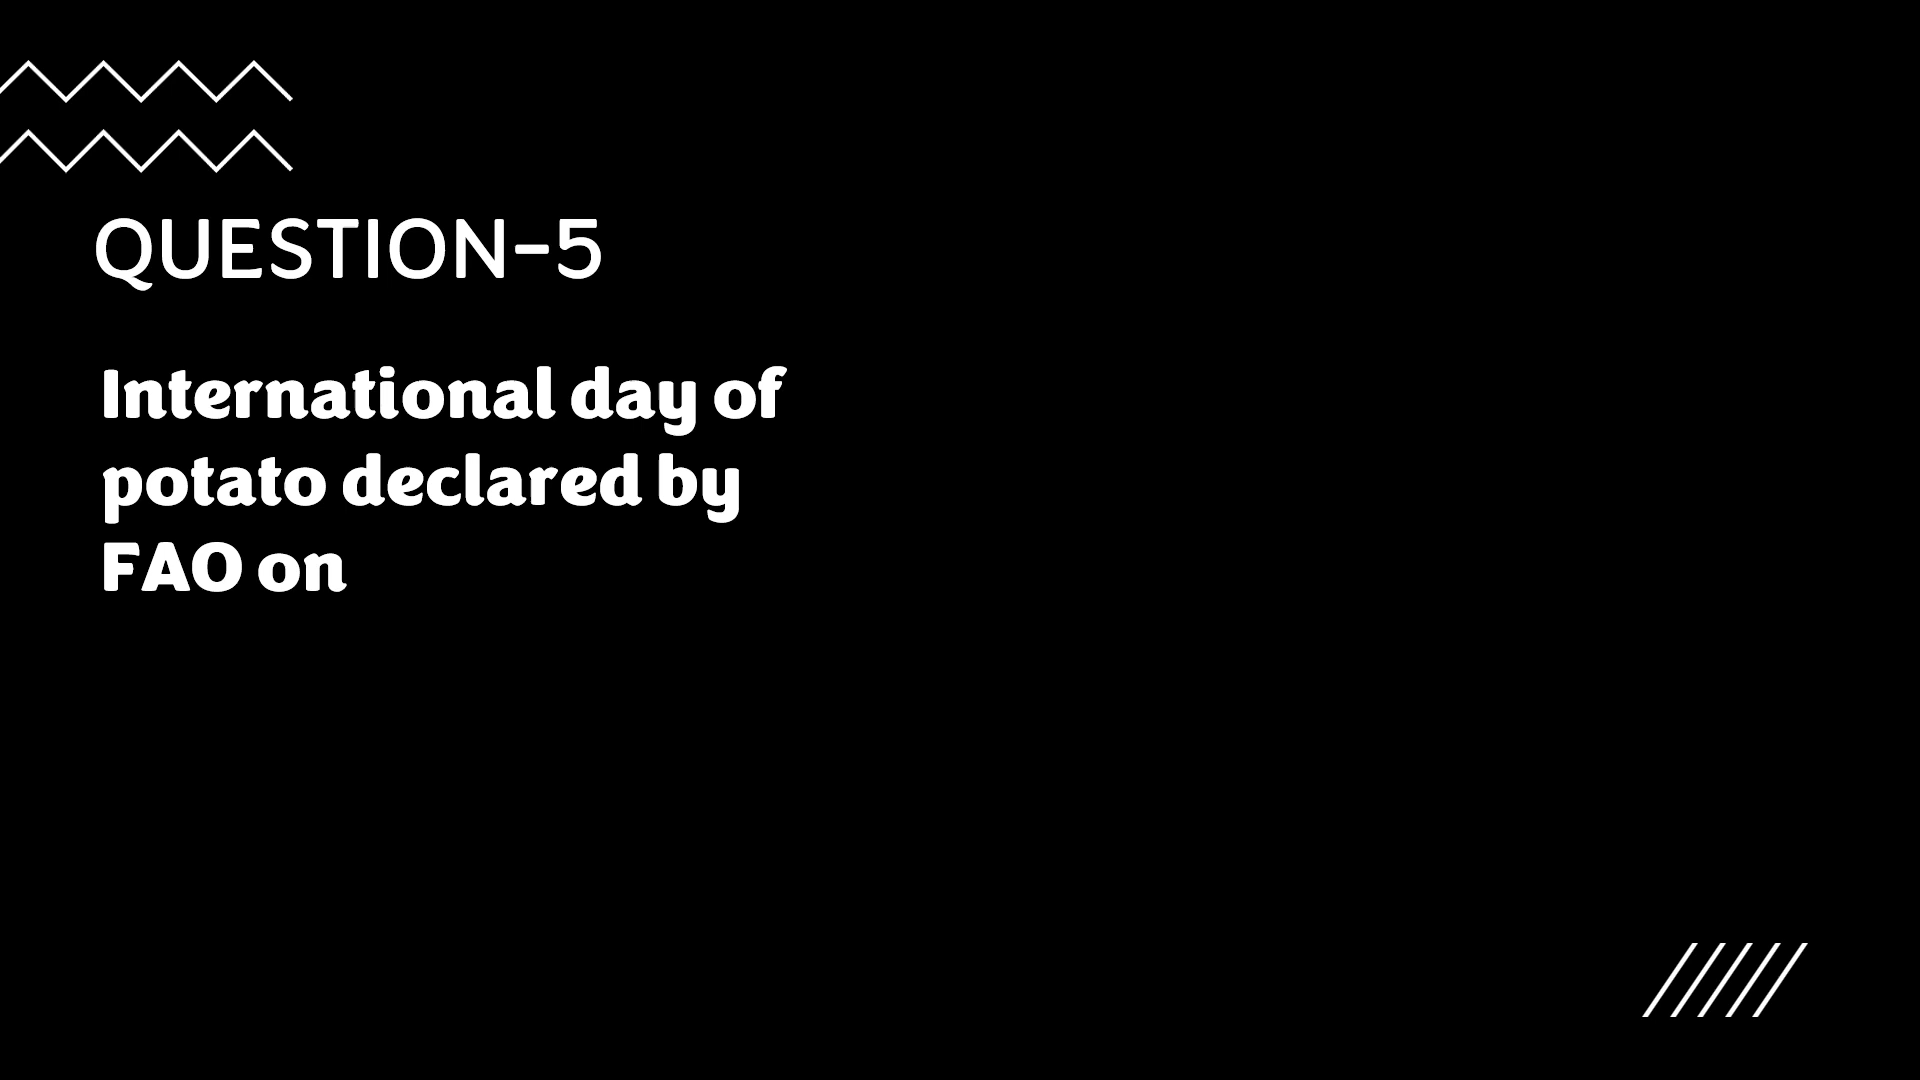 QUESTION-5
International day of
potato declared by
FAO on